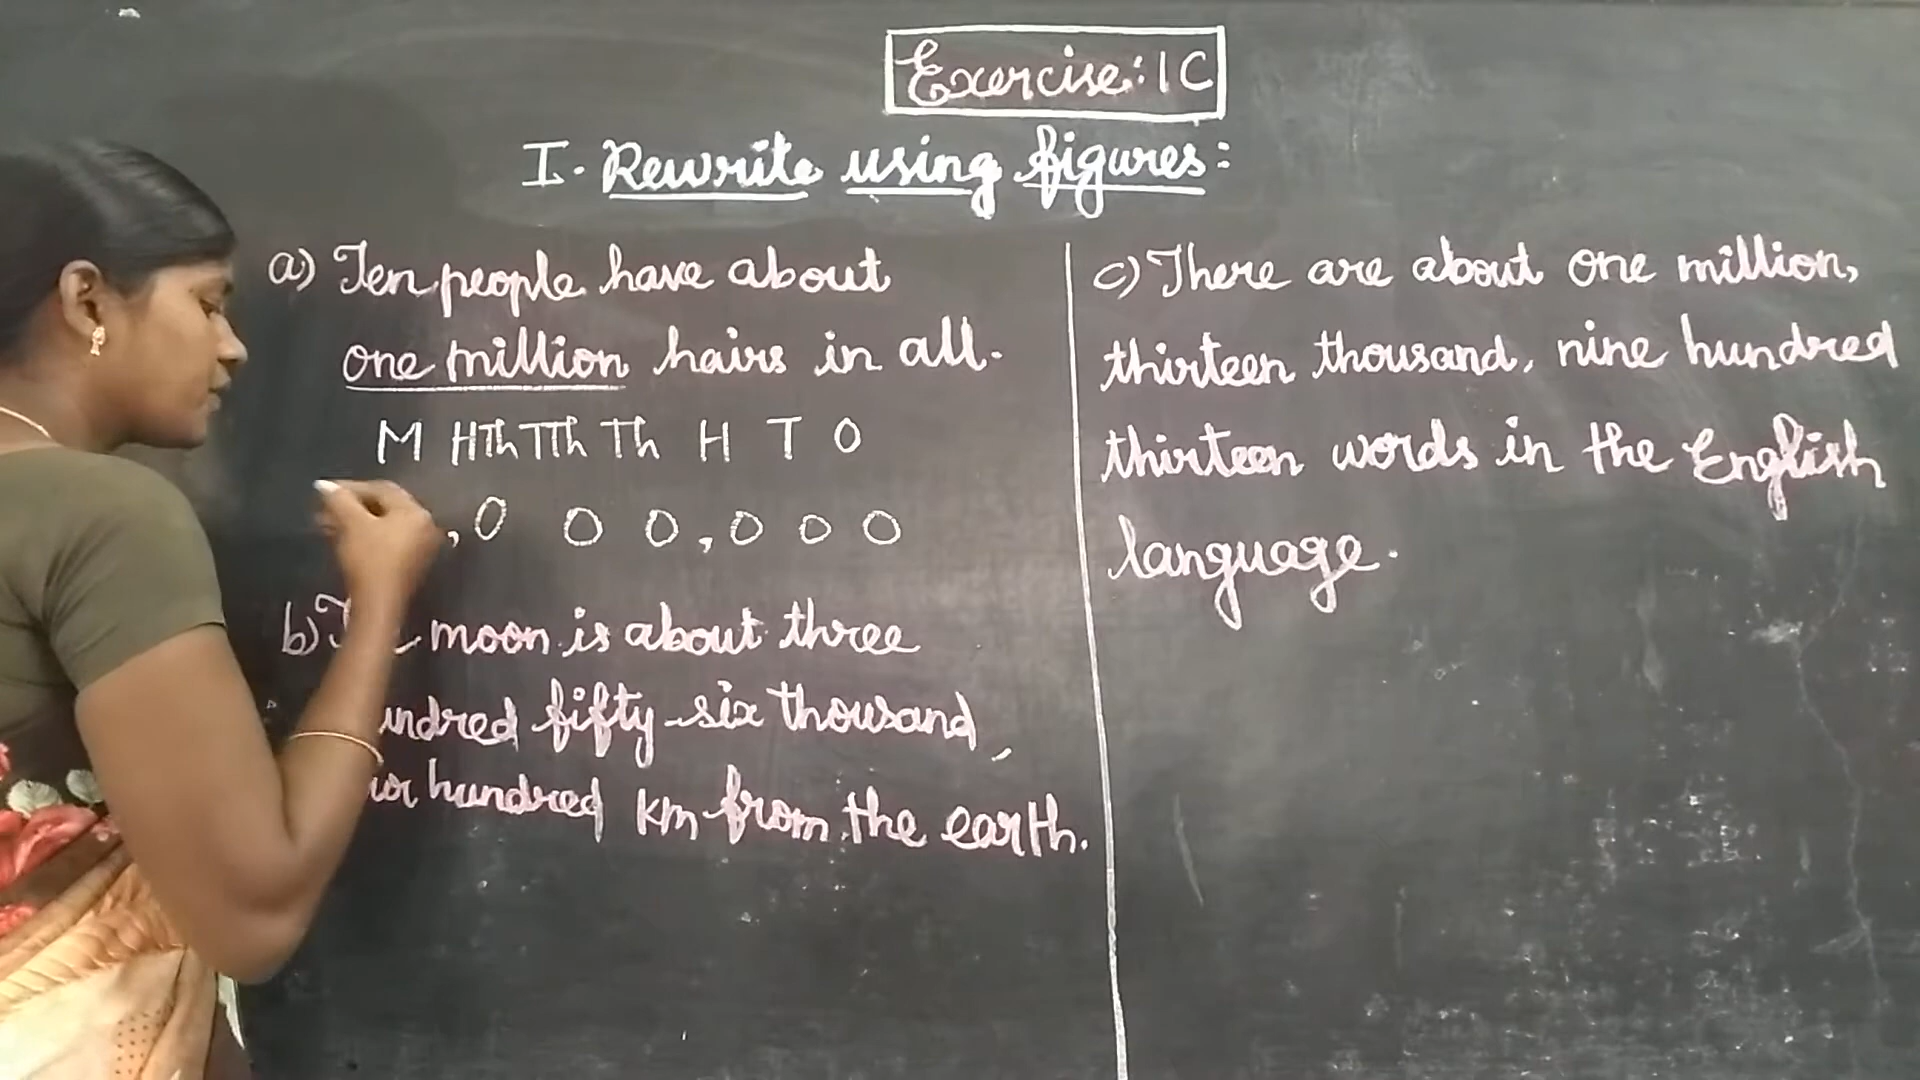 Exercise: 1C
I. Rewrite using figures:
a) Ten people have about
one million hairs in all.
M HTh TTh Th H T O
,0 0 0,0 0 0
b) moon is about three
fifty-six thousand,
hundred km from the earth.
c) There are about one million,
thirteen thousand, nine hundred
thirteen words in the English
language.